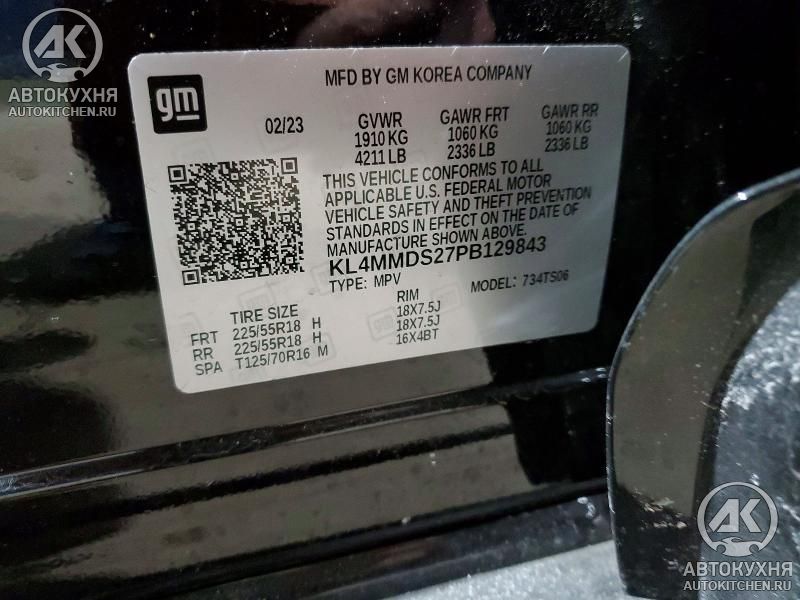 AK
АВТОКУХНЯ
AUTOKITCHEN.RU
gm
MFD BY GM KOREA COMPANY
02/23 GVWR GAWR FRT GAWR RR
1910 KG 1060 KG 1060 KG
4211 LB 2336 LB 2336 LB
THIS VEHICLE CONFORMS TO ALL
APPLICABLE U.S. FEDERAL MOTOR
VEHICLE SAFETY AND THEFT PREVENTION
STANDARDS IN EFFECT ON THE DATE OF
MANUFACTURE SHOWN ABOVE.
KL4MMDS27PB129843
TYPE: MPV MODEL: 734TS06
TIRE SIZE RIM
FRT 225/55R18 H 18X7.5J
RR 225/55R18 H 18X7.5J
SPA T125/70R16 M 16X4BT
AK
АВТОКУХНЯ
AUTOKITCHEN.RU